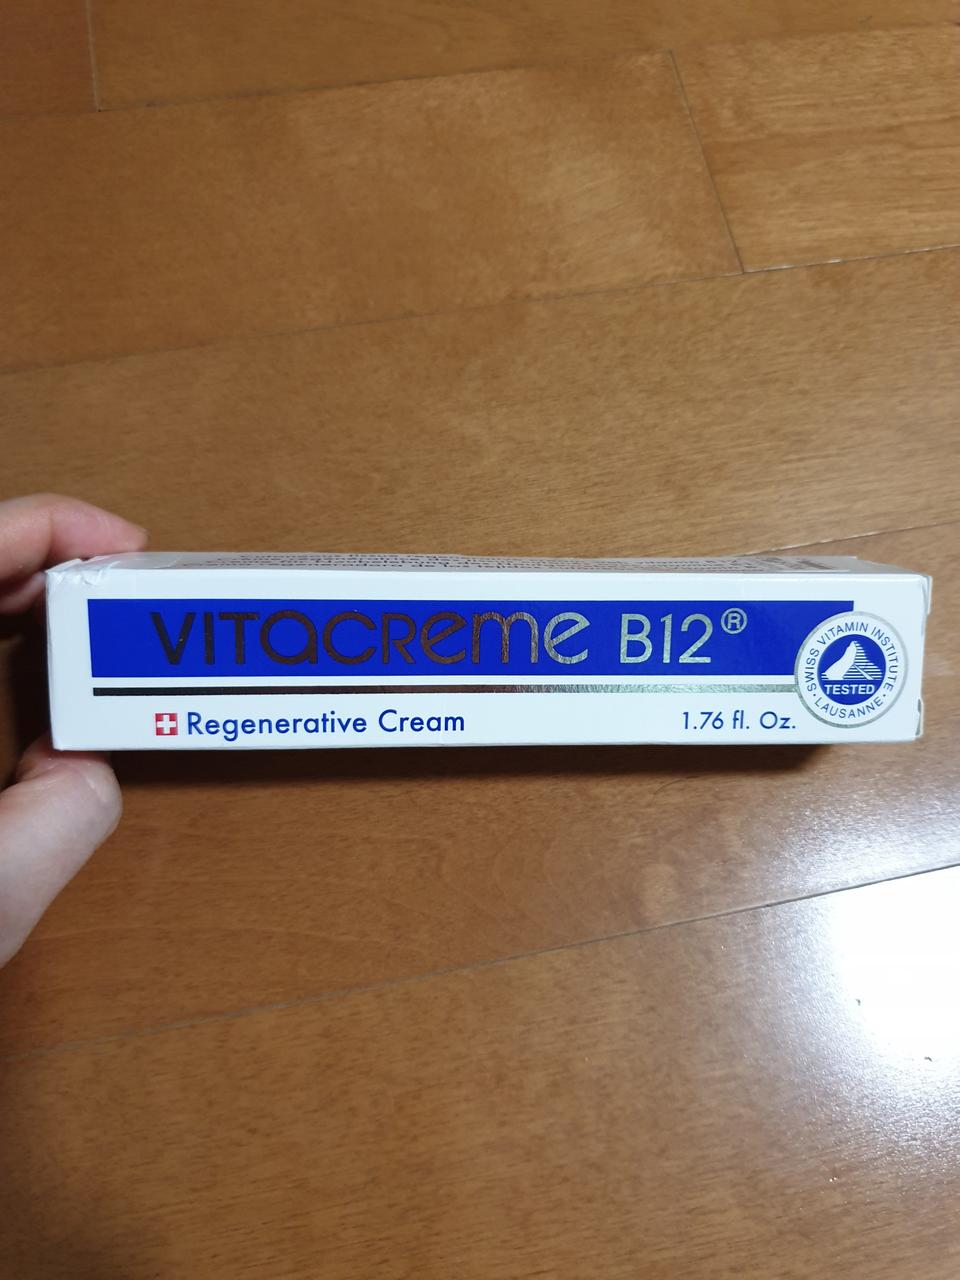 VITACREME B12®
Regenerative Cream
1.76 fl. Oz.
SWISS VITAMIN INSTITUTE
TESTED
· LAUSANNE ·